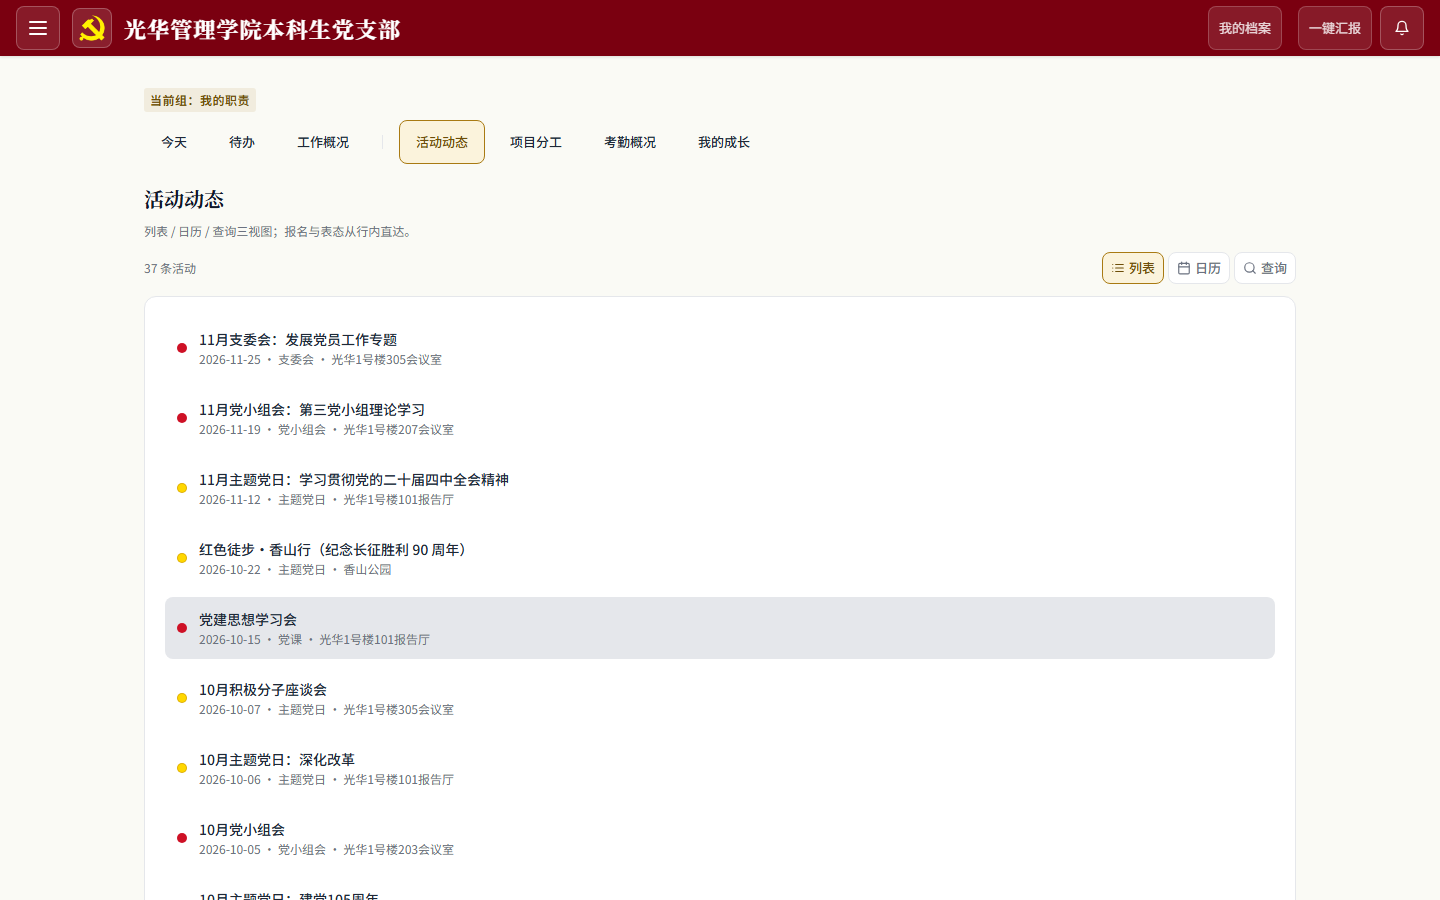 光华管理学院本科生党支部
我的档案
一键汇报
当前组：我的职责
今天
待办
工作概况
活动动态
项目分工
考勤概况
我的成长
活动动态
列表 / 日历 / 查询三视图；报名与表态从行内直达。
37 条活动
列表
日历
查询
11月支委会：发展党员工作专题
2026-11-25 · 支委会 · 光华1号楼305会议室
11月党小组会：第三党小组理论学习
2026-11-19 · 党小组会 · 光华1号楼207会议室
11月主题党日：学习贯彻党的二十届四中全会精神
2026-11-12 · 主题党日 · 光华1号楼101报告厅
红色徒步·香山行（纪念长征胜利 90 周年）
2026-10-22 · 主题党日 · 香山公园
党建思想学习会
2026-10-15 · 党课 · 光华1号楼101报告厅
10月积极分子座谈会
2026-10-07 · 主题党日 · 光华1号楼305会议室
10月主题党日：深化改革
2026-10-06 · 主题党日 · 光华1号楼101报告厅
10月党小组会
2026-10-05 · 党小组会 · 光华1号楼203会议室
10月主题党日：建党105周年